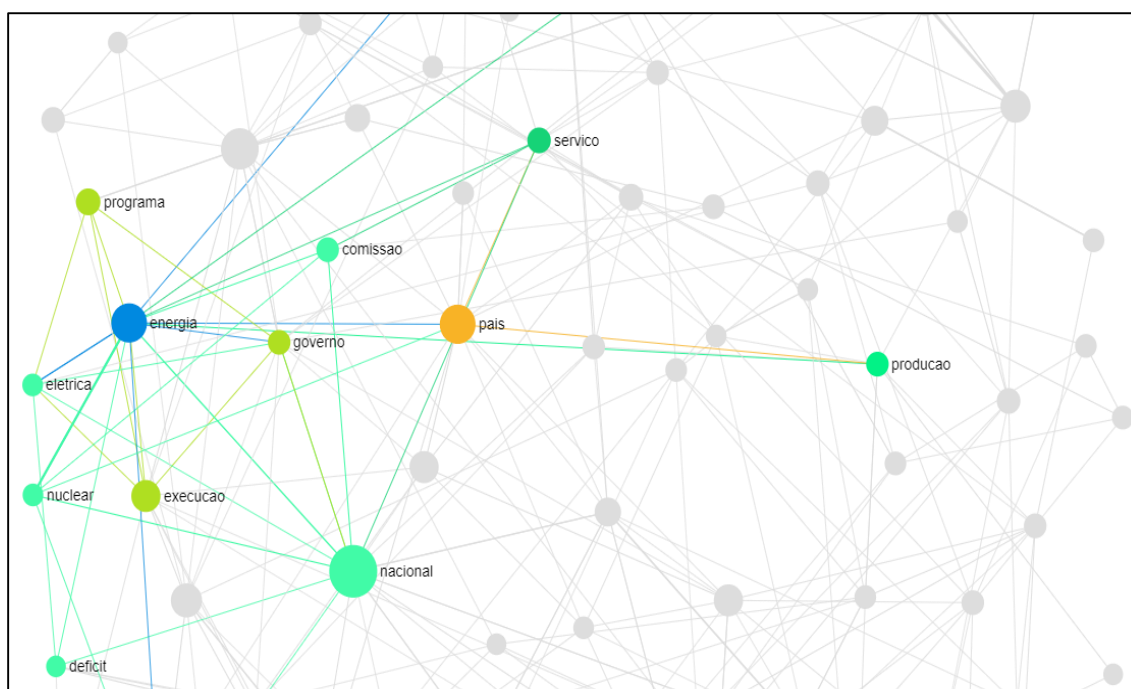 servico
programa
comissao
energia
pais
governo
producao
eletrica
nuclear
execucao
nacional
deficit